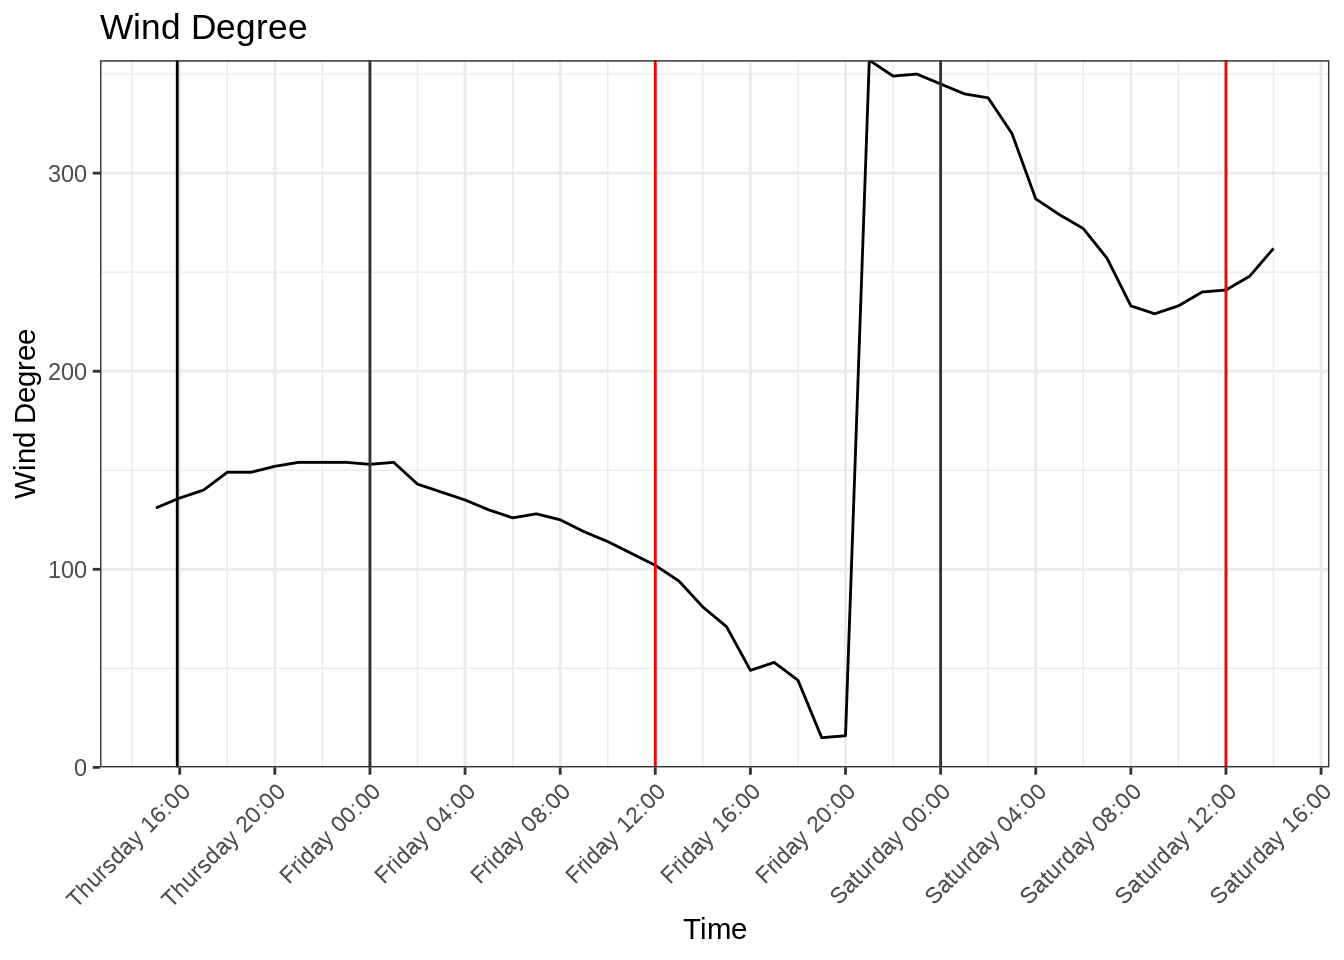 Wind Degree
Wind Degree
300
200
100
0
Thursday 16:00
Thursday 20:00
Friday 00:00
Friday 04:00
Friday 08:00
Friday 12:00
Friday 16:00
Friday 20:00
Saturday 00:00
Saturday 04:00
Saturday 08:00
Saturday 12:00
Saturday 16:00
Time